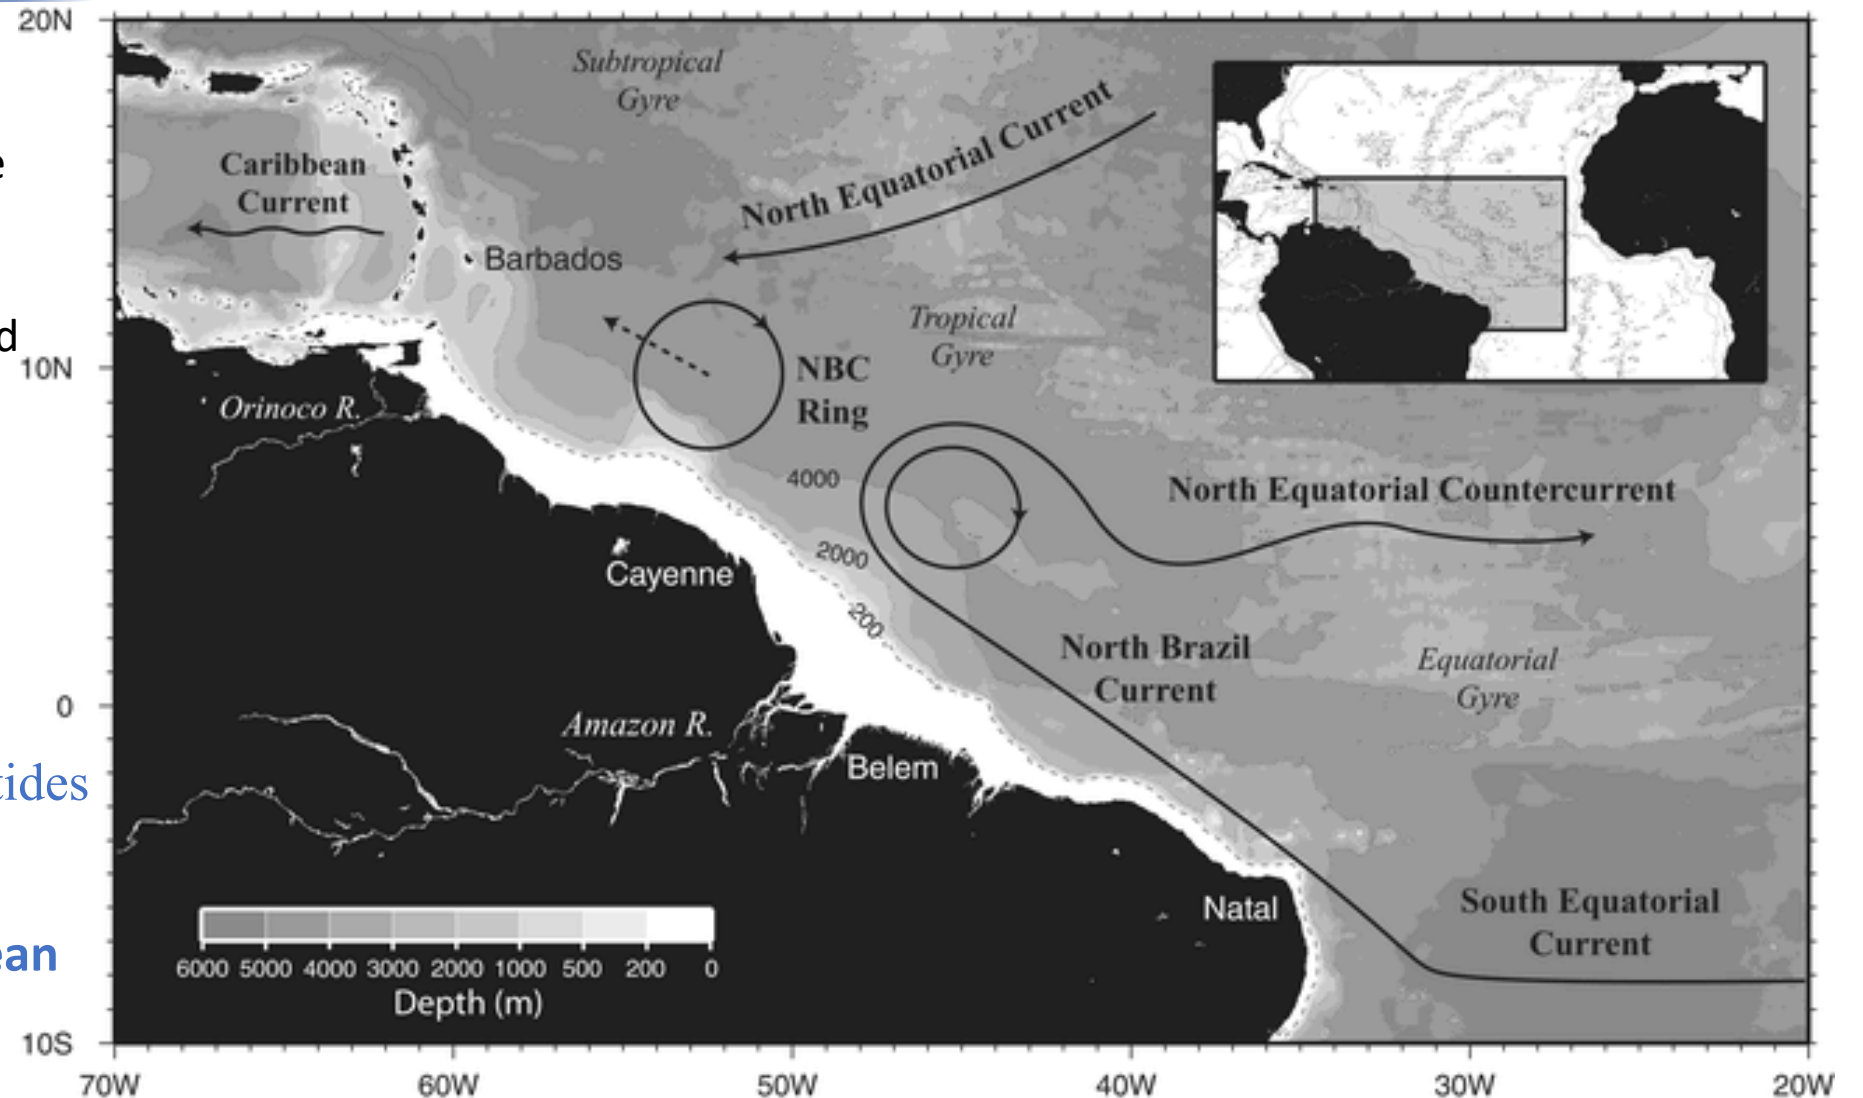 20N
10N
0
10S
70W
60W
50W
40W
30W
20W
Subtropical
Gyre
North Equatorial Current
Caribbean
Current
Barbados
Tropical
Gyre
NBC
Ring
Orinoco R.
4000
2000
200
North Equatorial Countercurrent
Cayenne
North Brazil
Current
Equatorial
Gyre
Amazon R.
Belem
Natal
South Equatorial
Current
6000 5000 4000 3000 2000 1000 500 200 0
Depth (m)
e
d
tides
ean